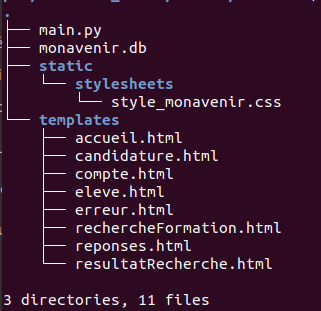 .
├── main.py
├── monavenir.db
├── static
│   └── stylesheets
│       └── style_monavenir.css
└── templates
    ├── accueil.html
    ├── candidature.html
    ├── compte.html
    ├── eleve.html
    ├── erreur.html
    ├── rechercheFormation.html
    ├── reponses.html
    └── resultatRecherche.html
3 directories, 11 files